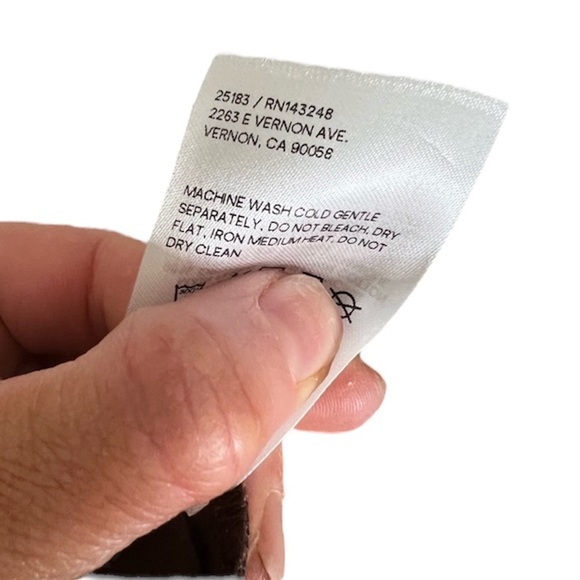 25183 / RN143248
2263 E VERNON AVE.
VERNON, CA 90058
MACHINE WASH COLD GENTLE
SEPARATELY. DO NOT BLEACH, DRY
FLAT, IRON MEDIUM HEAT. DO NOT
DRY CLEAN